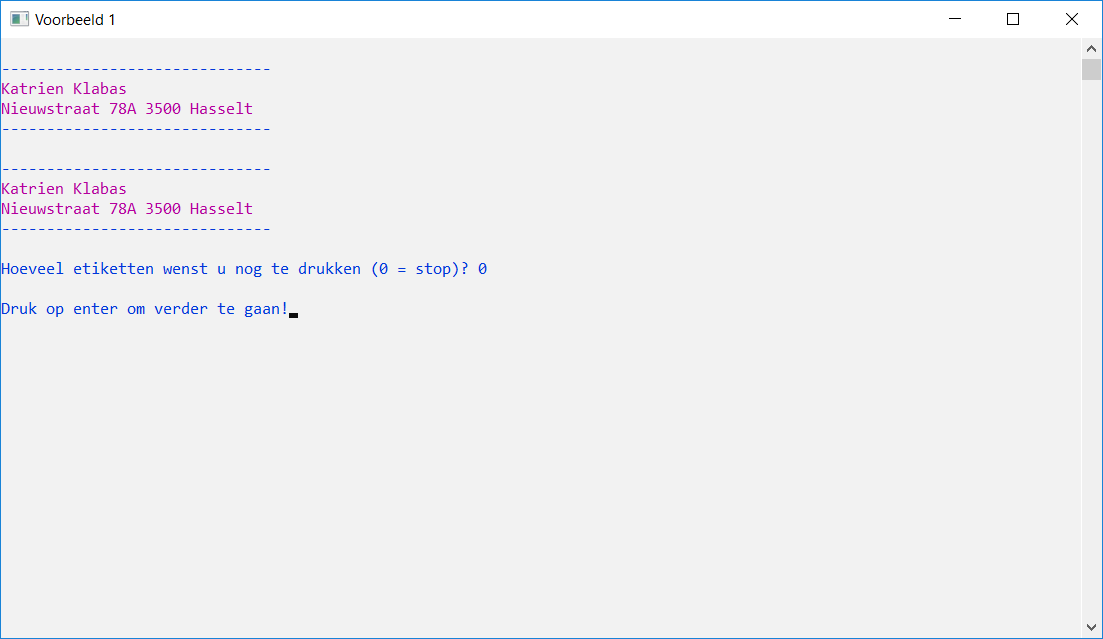 Voorbeeld 1
------------------------------
Katrien Klabas
Nieuwstraat 78A 3500 Hasselt
------------------------------
------------------------------
Katrien Klabas
Nieuwstraat 78A 3500 Hasselt
------------------------------
Hoeveel etiketten wenst u nog te drukken (0 = stop)? 0
Druk op enter om verder te gaan!